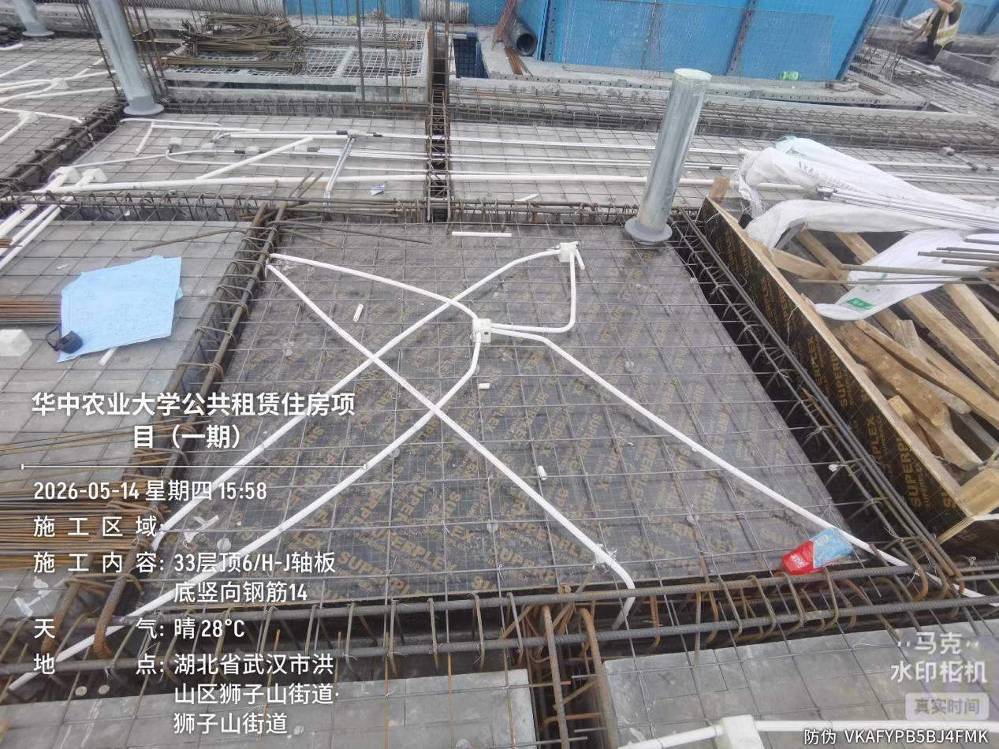 华中农业大学公共租赁住房项
目（一期）
2026-05-14 星期四 15:58
施工区域:
施工内容: 33层顶6/H-J轴板
底竖向钢筋14
天气: 晴 28°C
地点: 湖北省武汉市洪
山区狮子山街道·
狮子山街道
马克
水印相机
真实时间
防伪 VKAFYPB5BJ4FMK
SUPERPLEX
SUPERPLEX
SUPERPLEX
SUPERPLEX